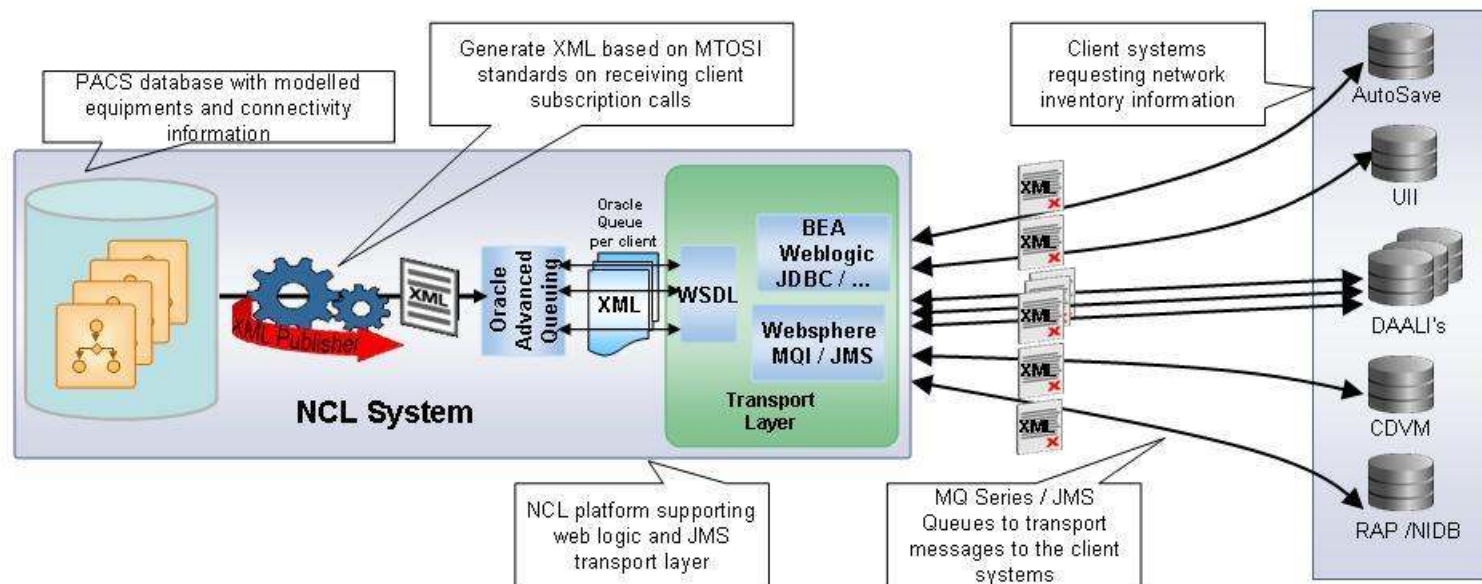 PACS database with modelled
equipments and connectivity
information
Generate XML based on MTOSI
standards on receiving client
subscription calls
Client systems
requesting network
inventory information
AutoSave
UII
DAALI's
CDVM
RAP /NIDB
XML Publisher
XML
Oracle
Advanced
Queuing
Oracle
Queue
per client
XML
WSDL
BEA
Weblogic
JDBC / ...
Websphere
MQI / JMS
Transport
Layer
NCL System
XML
XML
XML
XML
XML
NCL platform supporting
web logic and JMS
transport layer
MQ Series / JMS
Queues to transport
messages to the client
systems